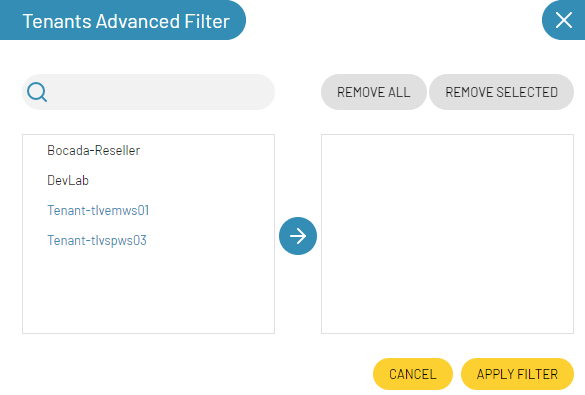 Tenants Advanced Filter
REMOVE ALL
REMOVE SELECTED
Bocada-Reseller
DevLab
Tenant-tlvemws01
Tenant-tlvspws03
CANCEL
APPLY FILTER